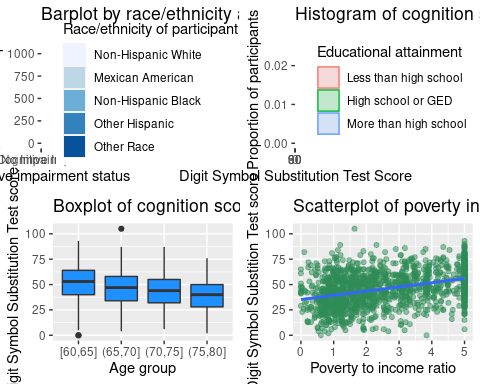 Barplot by race/ethnicity
Race/ethnicity of participant
1000
750
500
250
0
Non-Hispanic White
Mexican American
Non-Hispanic Black
Other Hispanic
Other Race
impairment status
Histogram of cognition
Proportion of participants
0.02
0.01
0.00
Educational attainment
Less than high school
High school or GED
More than high school
Digit Symbol Substitution Test Score
Boxplot of cognition
Digit Symbol Substitution Test score
100
75
50
25
0
[60,65]
(65,70]
(70,75]
(75,80]
Age group
Scatterplot of poverty in
Digit Symbol Substition Test score
100
75
50
25
0
0
1
2
3
4
5
Poverty to income ratio